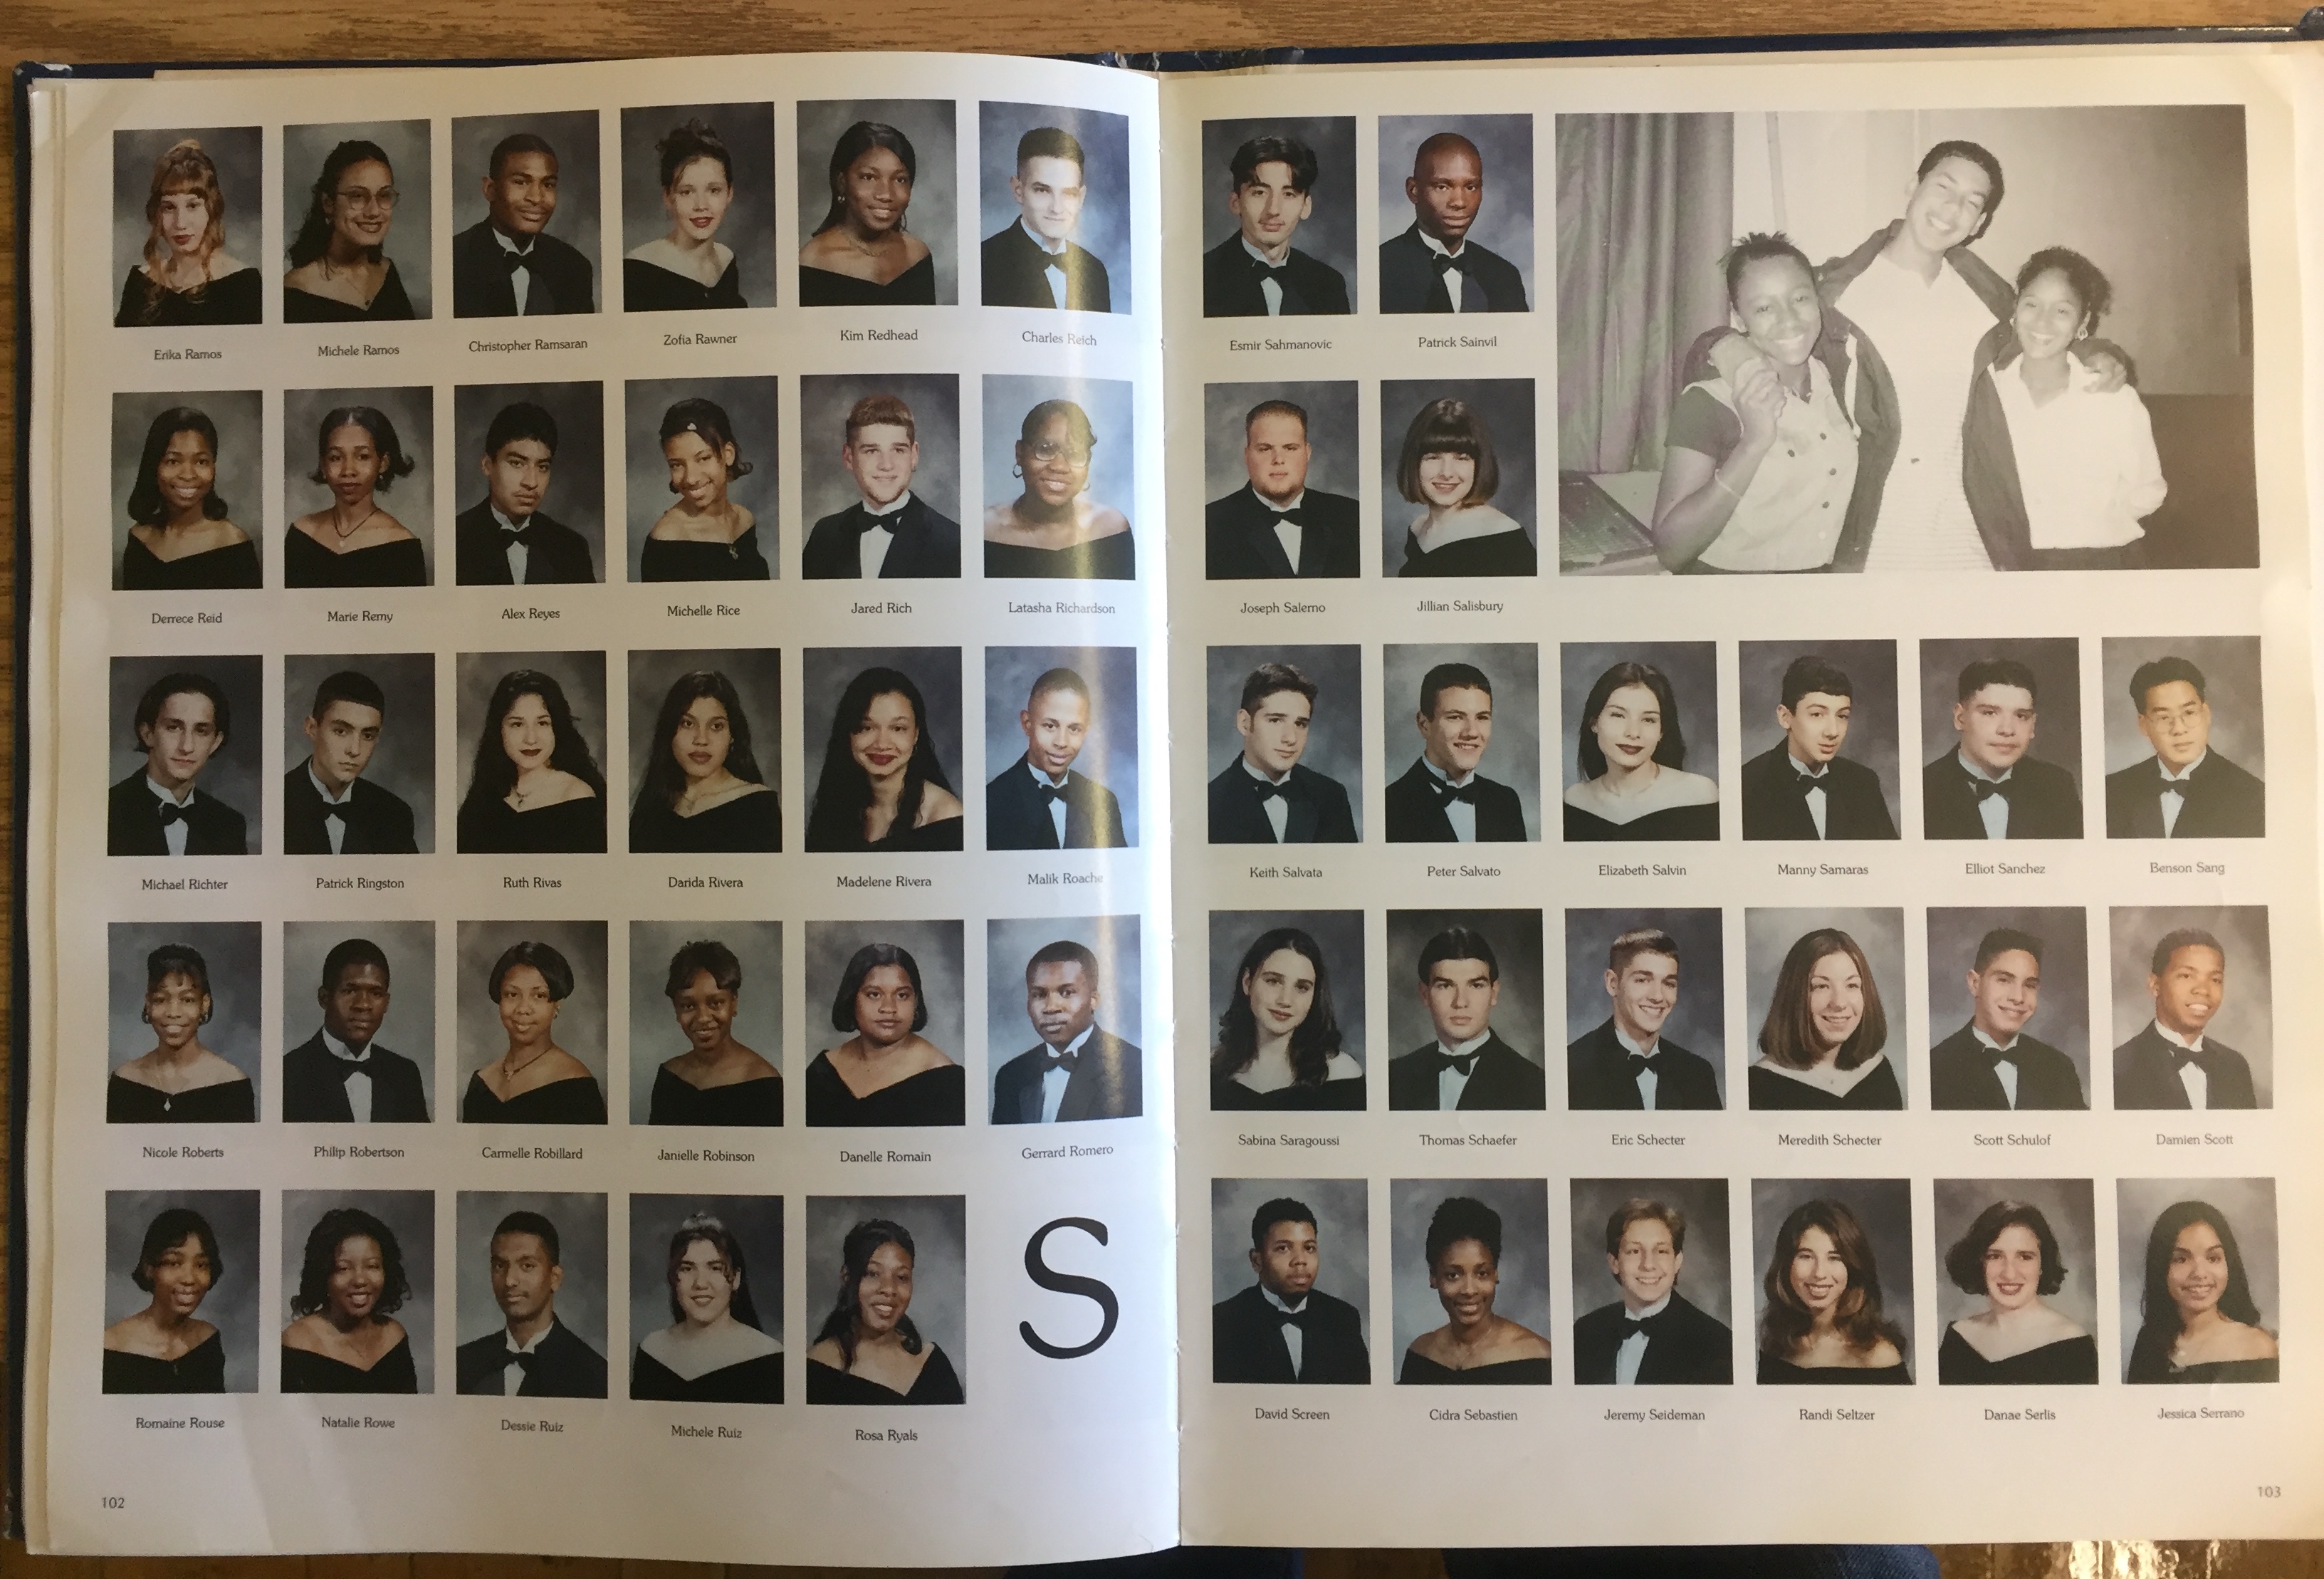 Erika Ramos
Michele Ramos
Christopher Ramsaran
Zofia Rawner
Kim Redhead
Charles Reich
Derrece Reid
Marie Remy
Alex Reyes
Michelle Rice
Jared Rich
Latasha Richardson
Michael Richter
Patrick Ringston
Ruth Rivas
Darida Rivera
Madelene Rivera
Malik Roache
Nicole Roberts
Philip Robertson
Carmelle Robillard
Janielle Robinson
Danelle Romain
Gerrard Romero
Romaine Rouse
Natalie Rowe
Dessie Ruiz
Michele Ruiz
Rosa Ryals
S
102
Esmir Sahmanovic
Patrick Sainvil
Joseph Salerno
Jillian Salisbury
Keith Salvata
Peter Salvato
Elizabeth Salvin
Manny Samaras
Elliot Sanchez
Benson Sang
Sabina Saragoussi
Thomas Schaefer
Eric Schecter
Meredith Schecter
Scott Schulof
Damien Scott
David Screen
Cidra Sebastien
Jeremy Seideman
Randi Seltzer
Danae Serlis
Jessica Serrano
103